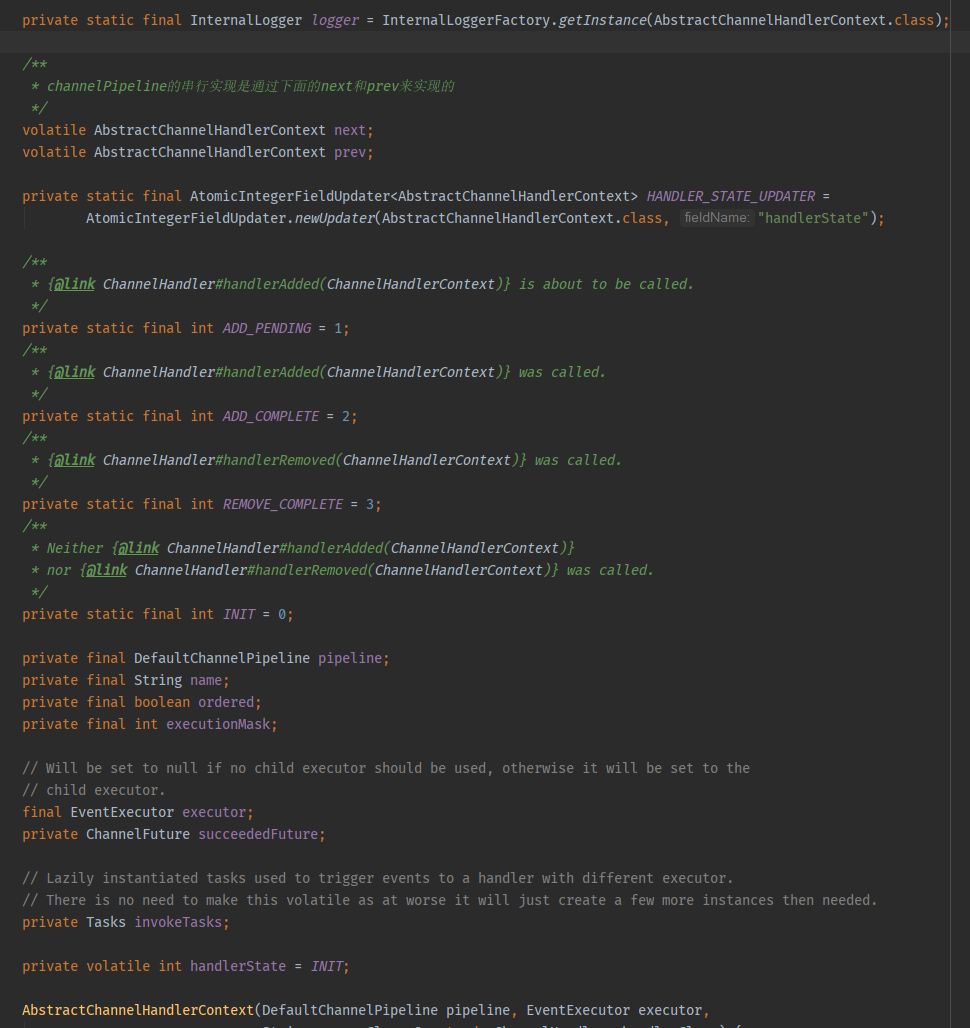 private static final InternalLogger logger = InternalLoggerFactory.getInstance(AbstractChannelHandlerContext.class);
/**
* channelPipeline的串行实现是通过下面的next和prev来实现的
*/
volatile AbstractChannelHandlerContext next;
volatile AbstractChannelHandlerContext prev;
private static final AtomicIntegerFieldUpdater<AbstractChannelHandlerContext> HANDLER_STATE_UPDATER =
AtomicIntegerFieldUpdater.newUpdater(AbstractChannelHandlerContext.class, fieldName: "handlerState");
/**
* {@link ChannelHandler#handlerAdded(ChannelHandlerContext)} is about to be called.
*/
private static final int ADD_PENDING = 1;
/**
* {@link ChannelHandler#handlerAdded(ChannelHandlerContext)} was called.
*/
private static final int ADD_COMPLETE = 2;
/**
* {@link ChannelHandler#handlerRemoved(ChannelHandlerContext)} was called.
*/
private static final int REMOVE_COMPLETE = 3;
/**
* Neither {@link ChannelHandler#handlerAdded(ChannelHandlerContext)}
* nor {@link ChannelHandler#handlerRemoved(ChannelHandlerContext)} was called.
*/
private static final int INIT = 0;
private final DefaultChannelPipeline pipeline;
private final String name;
private final boolean ordered;
private final int executionMask;
// Will be set to null if no child executor should be used, otherwise it will be set to the
// child executor.
final EventExecutor executor;
private ChannelFuture succeededFuture;
// Lazily instantiated tasks used to trigger events to a handler with different executor.
// There is no need to make this volatile as at worse it will just create a few more instances then needed.
private Tasks invokeTasks;
private volatile int handlerState = INIT;
AbstractChannelHandlerContext(DefaultChannelPipeline pipeline, EventExecutor executor,